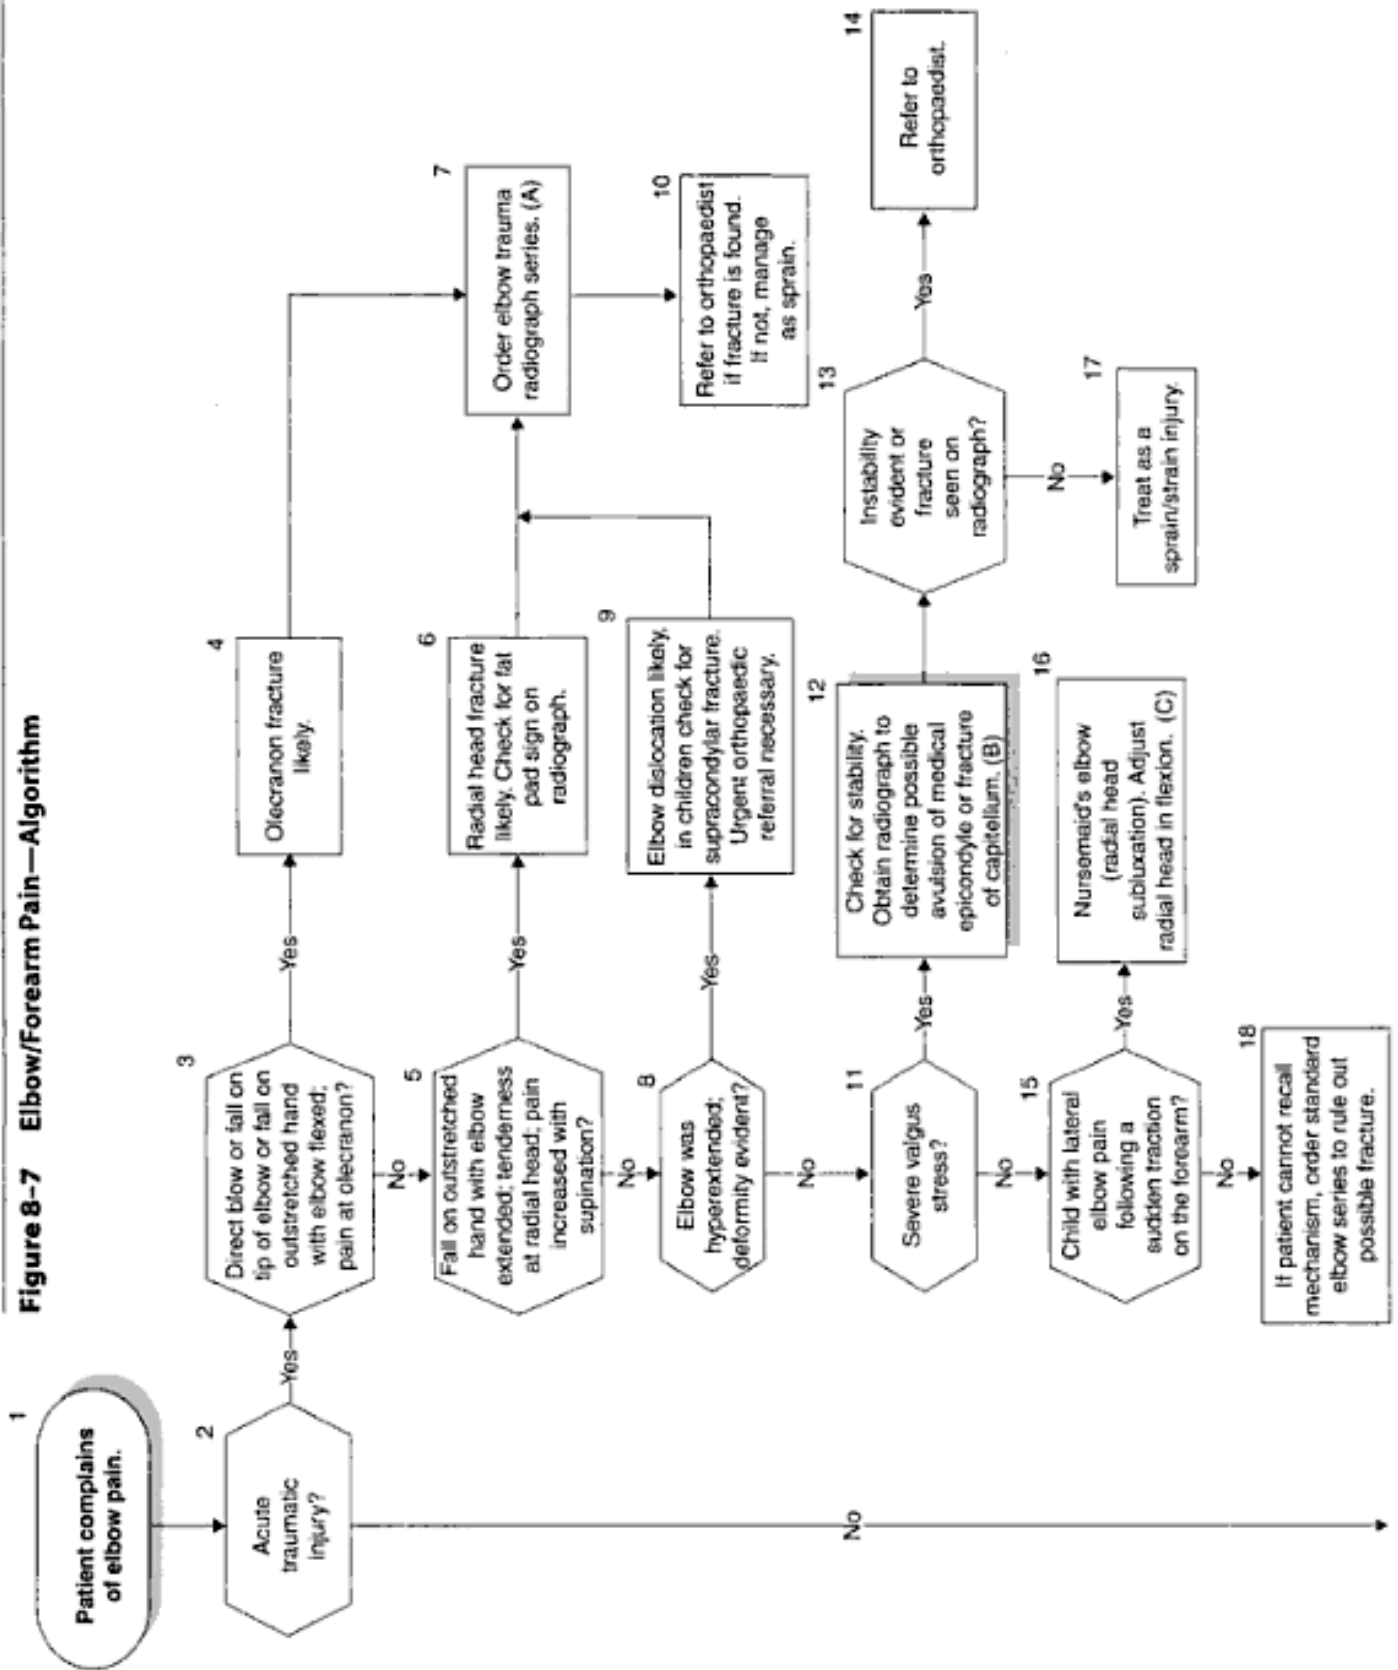 Figure 8-7 Elbow/Forearm Pain—Algorithm
1
Patient complains
of elbow pain.
2
Acute
traumatic
injury?
Yes
No
3
Direct blow or fall on
tip of elbow or fall on
outstretched hand
with elbow flexed;
pain at olecranon?
Yes
No
4
Olecranon fracture
likely.
5
Fall on outstretched
hand with elbow
extended; tenderness
at radial head; pain
increased with
supination?
Yes
No
6
Radial head fracture
likely. Check for fat
pad sign on
radiograph.
7
Order elbow trauma
radiograph series. (A)
8
Elbow was
hyperextended;
deformity evident?
Yes
No
9
Elbow dislocation likely,
in children check for
supracondylar fracture.
Urgent orthopaedic
referral necessary.
10
Refer to orthopaedist
if fracture is found.
If not, manage
as sprain.
11
Severe valgus
stress?
Yes
No
12
Check for stability.
Obtain radiograph to
determine possible
avulsion of medical
epicondyle or fracture
of capitellum. (B)
13
Instability
evident or
fracture
seen on
radiograph?
Yes
No
14
Refer to
orthopaedist.
15
Child with lateral
elbow pain
following a
sudden traction
on the forearm?
Yes
No
16
Nursemaid's elbow
(radial head
subluxation). Adjust
radial head in flexion. (C)
17
Treat as a
sprain/strain injury.
18
If patient cannot recall
mechanism, order standard
elbow series to rule out
possible fracture.